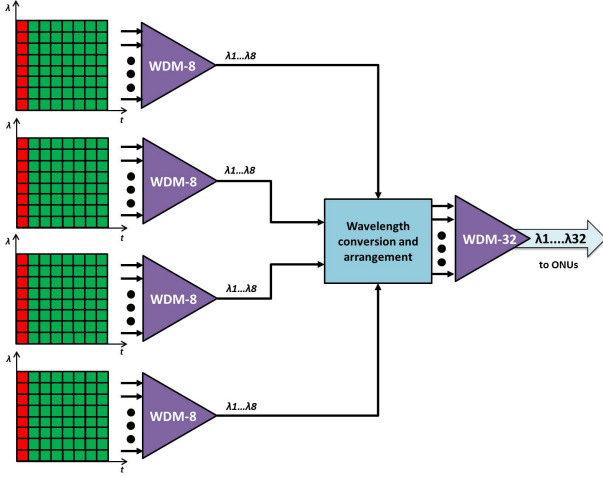 λ
t
WDM-8
λ1...λ8
λ
t
WDM-8
λ1...λ8
Wavelength
conversion and
arrangement
WDM-32
λ1....λ32
to ONUs
λ
t
WDM-8
λ1...λ8
λ
t
WDM-8
λ1...λ8